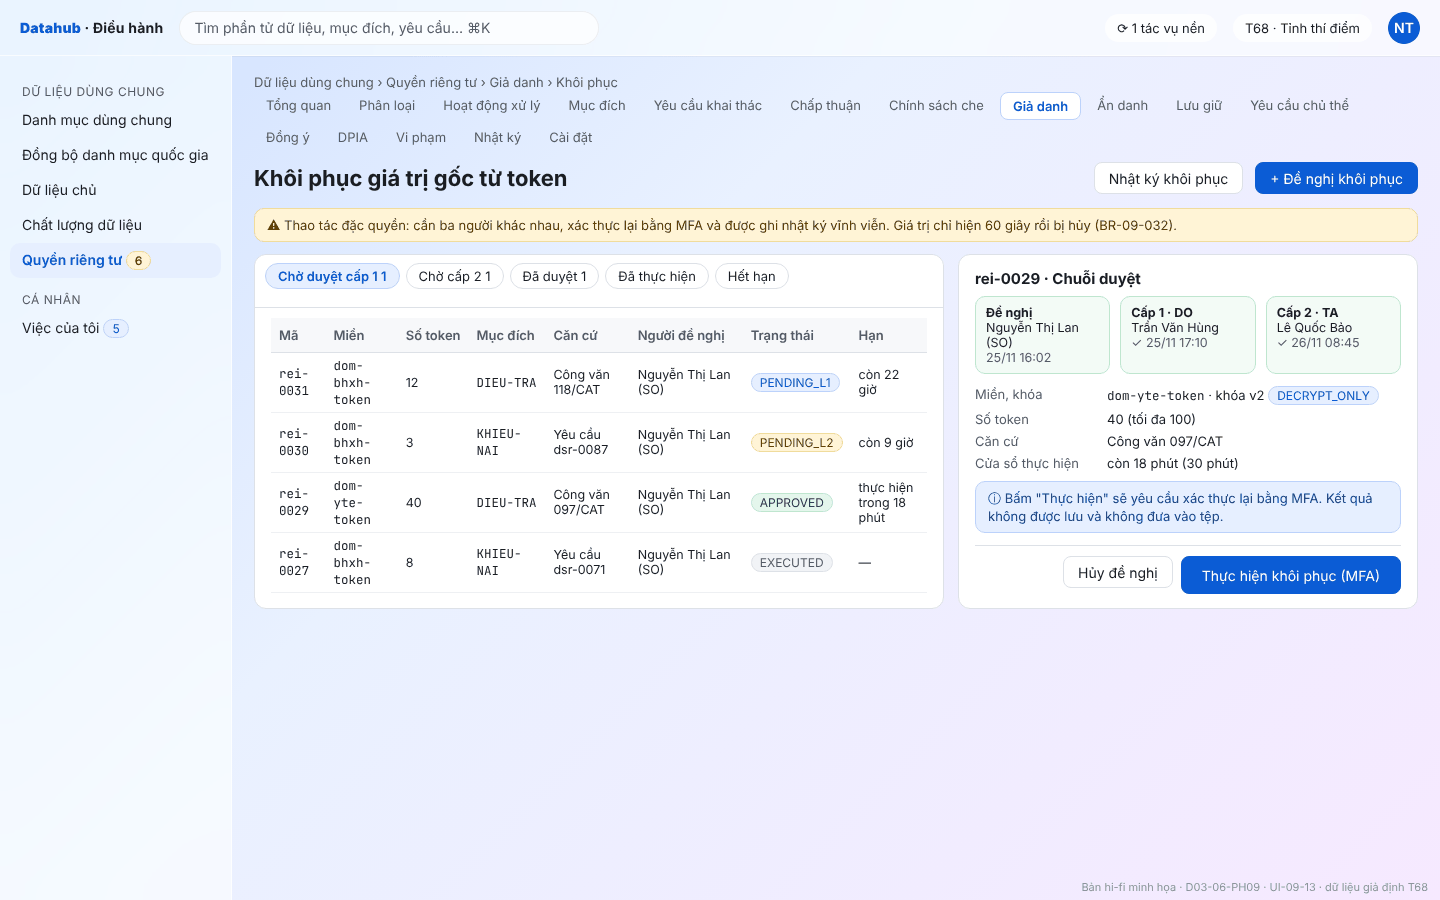 Datahub · Điều hành
Tìm phần tử dữ liệu, mục đích, yêu cầu... ⌘K
⟳ 1 tác vụ nền
T68 · Tỉnh thí điểm
NT
DỮ LIỆU DÙNG CHUNG
Danh mục dùng chung
Đồng bộ danh mục quốc gia
Dữ liệu chủ
Chất lượng dữ liệu
Quyền riêng tư 6
CÁ NHÂN
Việc của tôi 5
Dữ liệu dùng chung › Quyền riêng tư › Giả danh › Khôi phục
Tổng quan Phân loại Hoạt động xử lý Mục đích Yêu cầu khai thác Chấp thuận Chính sách che Giả danh Ẩn danh Lưu giữ Yêu cầu chủ thể
Đồng ý DPIA Vi phạm Nhật ký Cài đặt
Khôi phục giá trị gốc từ token
Nhật ký khôi phục
+ Đề nghị khôi phục
⚠ Thao tác đặc quyền: cần ba người khác nhau, xác thực lại bằng MFA và được ghi nhật ký vĩnh viễn. Giá trị chỉ hiện 60 giây rồi bị hủy (BR-09-032).
Chờ duyệt cấp 1 1 Chờ cấp 2 1 Đã duyệt 1 Đã thực hiện Hết hạn
Mã Miền Số token Mục đích Căn cứ Người đề nghị Trạng thái Hạn
rei-0031 dom-bhxh-token 12 DIEU-TRA Công văn 118/CAT Nguyễn Thị Lan (SO) PENDING_L1 còn 22 giờ
rei-0030 dom-bhxh-token 3 KHIEU-NAI Yêu cầu dsr-0087 Nguyễn Thị Lan (SO) PENDING_L2 còn 9 giờ
rei-0029 dom-yte-token 40 DIEU-TRA Công văn 097/CAT Nguyễn Thị Lan (SO) APPROVED thực hiện trong 18 phút
rei-0027 dom-bhxh-token 8 KHIEU-NAI Yêu cầu dsr-0071 Nguyễn Thị Lan (SO) EXECUTED —
rei-0029 · Chuỗi duyệt
Đề nghị
Nguyễn Thị Lan
(SO)
25/11 16:02
Cấp 1 · DO
Trần Văn Hùng
✓ 25/11 17:10
Cấp 2 · TA
Lê Quốc Bảo
✓ 26/11 08:45
Miền, khóa dom-yte-token · khóa v2 DECRYPT_ONLY
Số token 40 (tối đa 100)
Căn cứ Công văn 097/CAT
Cửa sổ thực hiện còn 18 phút (30 phút)
ⓘ Bấm "Thực hiện" sẽ yêu cầu xác thực lại bằng MFA. Kết quả
không được lưu và không đưa vào tệp.
Hủy đề nghị
Thực hiện khôi phục (MFA)
Bản hi-fi minh họa · D03-06-PH09 · UI-09-13 · dữ liệu giả định T68